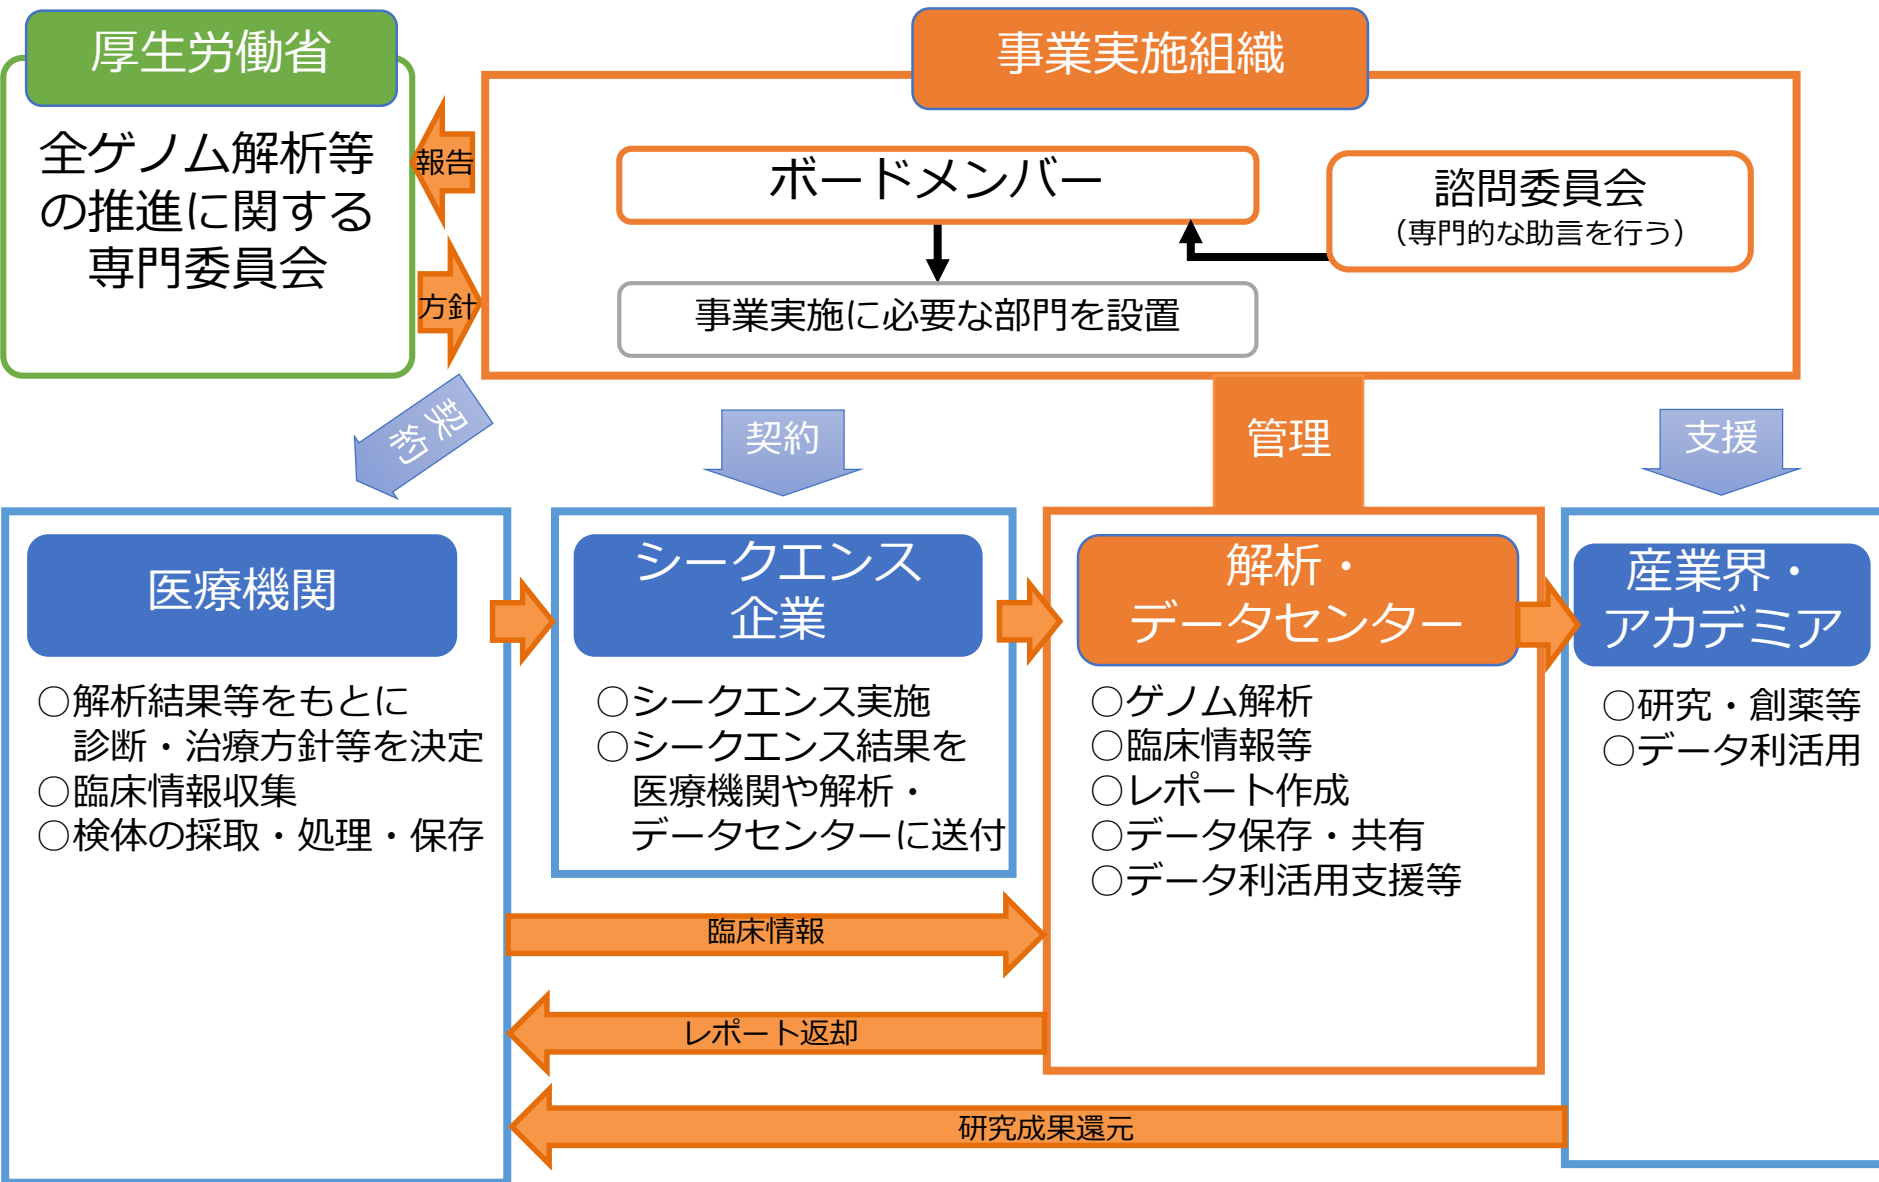 厚生労働省
全ゲノム解析等
の推進に関する
専門委員会
報告
方針
事業実施組織
ボードメンバー
諮問委員会
（専門的な助言を行う）
事業実施に必要な部門を設置
契約
契約
管理
支援
医療機関
○解析結果等をもとに
診断・治療方針等を決定
○臨床情報収集
○検体の採取・処理・保存
シークエンス
企業
○シークエンス実施
○シークエンス結果を
医療機関や解析・
データセンターに送付
解析・
データセンター
○ゲノム解析
○臨床情報等
○レポート作成
○データ保存・共有
○データ利活用支援等
産業界・
アカデミア
○研究・創薬等
○データ利活用
臨床情報
レポート返却
研究成果還元